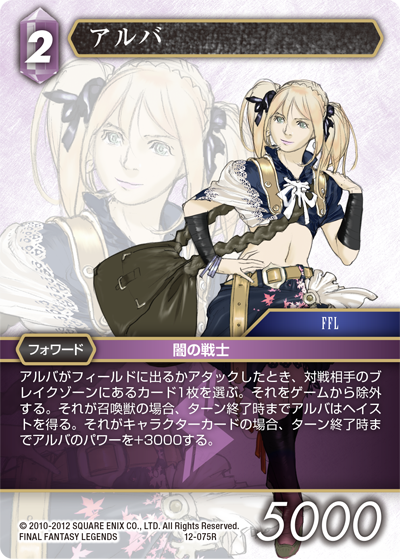 2
アルバ
FFL
フォワード
闇の戦士
アルバがフィールドに出るかアタックしたとき、対戦相手のブ
レイクゾーンにあるカード1枚を選ぶ。それをゲームから除外
する。それが召喚獣の場合、ターン終了時までアルバはヘイス
トを得る。それがキャラクターカードの場合、ターン終了時ま
でアルバのパワーを+3000する。
© 2010-2012 SQUARE ENIX CO., LTD. All Rights Reserved.
FINAL FANTASY LEGENDS
12-075R
5000